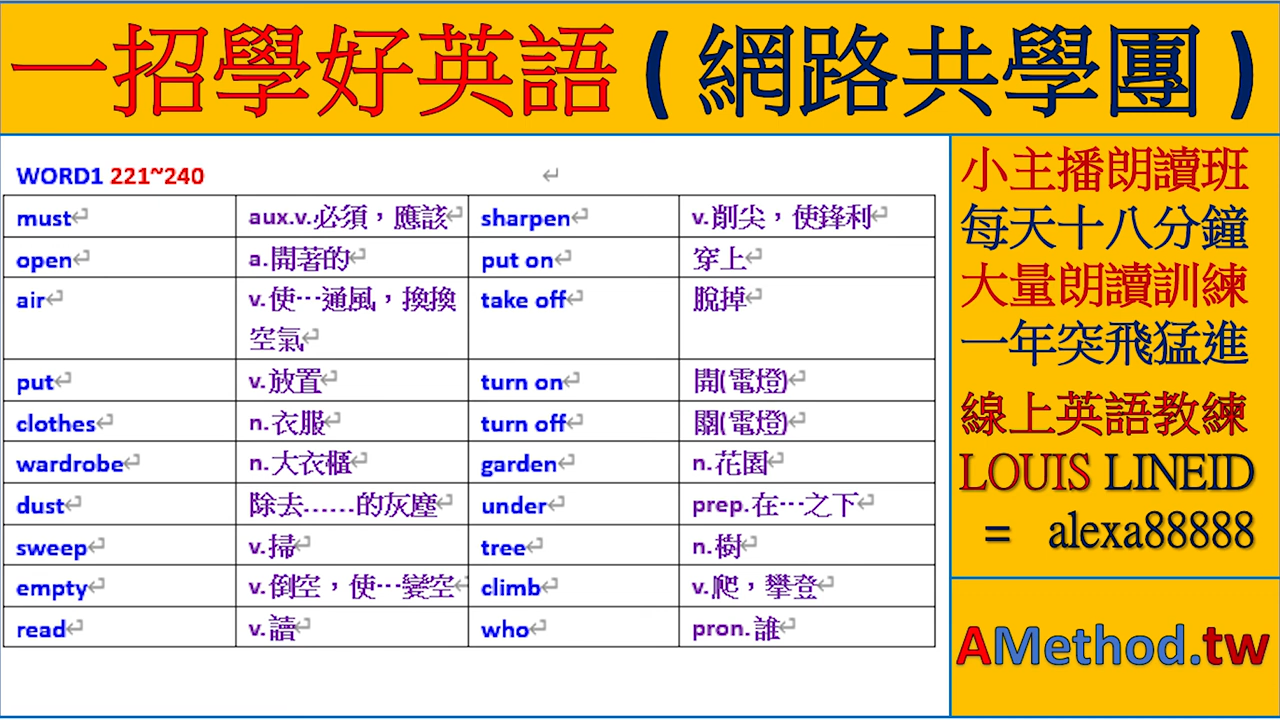 一招學好英語 ( 網路共學團 )
WORD1 221~240
must aux.v.必須，應該 sharpen v.削尖，使鋒利
open a.開著的 put on 穿上
air v.使…通風，換換空氣 take off 脫掉
put v.放置 turn on 開(電燈)
clothes n.衣服 turn off 關(電燈)
wardrobe n.大衣櫃 garden n.花園
dust 除去……的灰塵 under prep.在…之下
sweep v.掃 tree n.樹
empty v.倒空，使…變空 climb v.爬，攀登
read v.讀 who pron.誰
小主播朗讀班
每天十八分鐘
大量朗讀訓練
一年突飛猛進
線上英語教練
LOUIS LINEID
= alexa88888
AMethod.tw